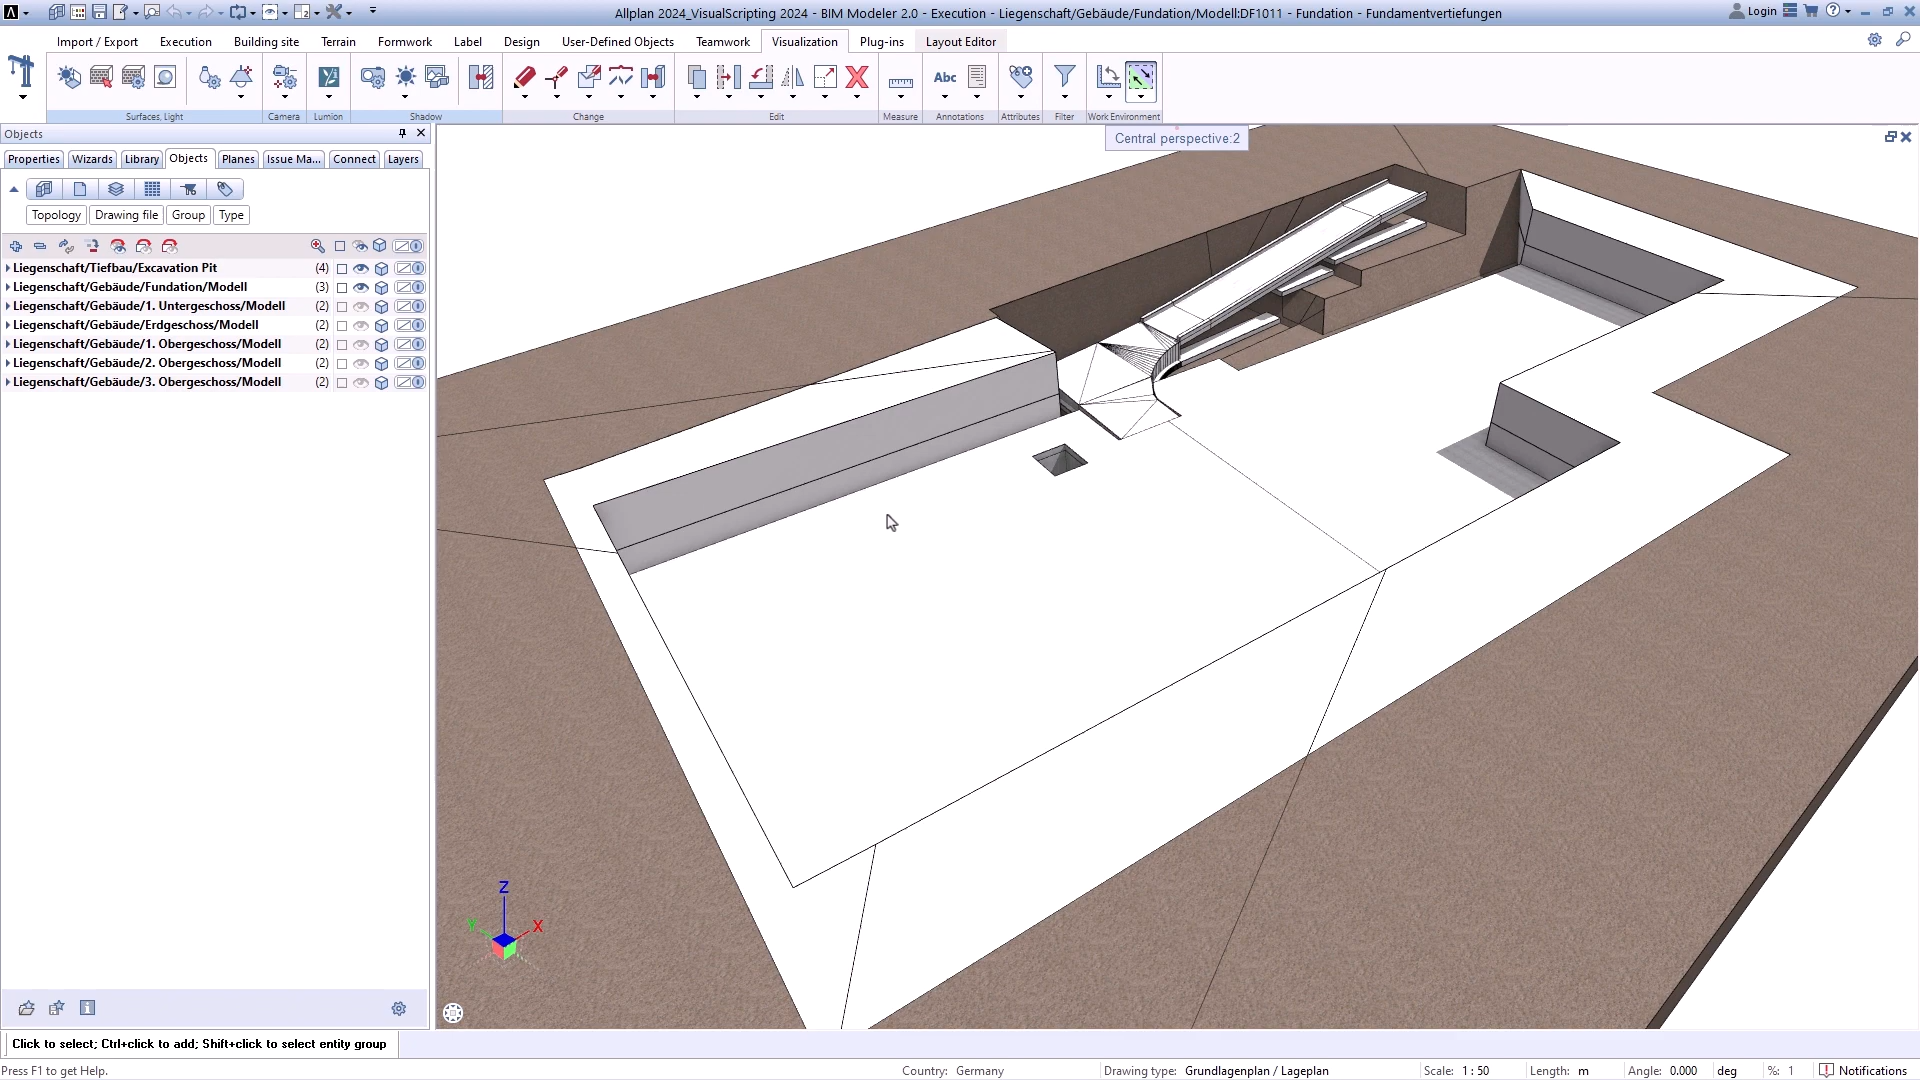 Allplan 2024_VisualScripting 2024 - BIM Modeler 2.0 - Execution - Liegenschaft/Gebäude/Fundation/Modell:DF1011 - Fundation - Fundamentvertiefungen
Login
Import / Export
Execution
Building site
Terrain
Formwork
Label
Design
User-Defined Objects
Teamwork
Visualization
Plug-ins
Layout Editor
Abc
Surfaces, Light
Camera
Lumion
Shadow
Change
Edit
Measure
Annotations
Attributes
Filter
Work Environment
Objects
Central perspective:2
Properties
Wizards
Library
Objects
Planes
Issue Ma...
Connect
Layers
Topology
Drawing file
Group
Type
Liegenschaft/Tiefbau/Excavation Pit (4)
Liegenschaft/Gebäude/Fundation/Modell (3)
Liegenschaft/Gebäude/1. Untergeschoss/Modell (2)
Liegenschaft/Gebäude/Erdgeschoss/Modell (2)
Liegenschaft/Gebäude/1. Obergeschoss/Modell (2)
Liegenschaft/Gebäude/2. Obergeschoss/Modell (2)
Liegenschaft/Gebäude/3. Obergeschoss/Modell (2)
Z
Y
X
Click to select; Ctrl+click to add; Shift+click to select entity group
Press F1 to get Help.
Country: Germany
Drawing type: Grundlagenplan / Lageplan
Scale: 1 : 50
Length: m
Angle: 0.000 deg
%: 1
Notifications